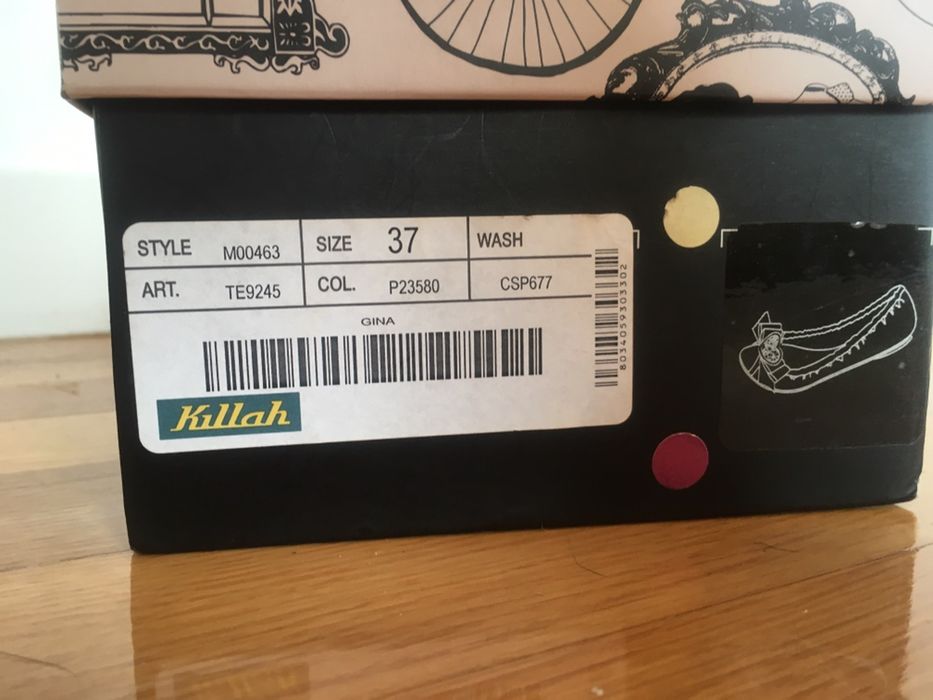 STYLE M00463 SIZE 37 WASH
ART. TE9245 COL. P23580 CSP677
GINA
Killah
8034059303302